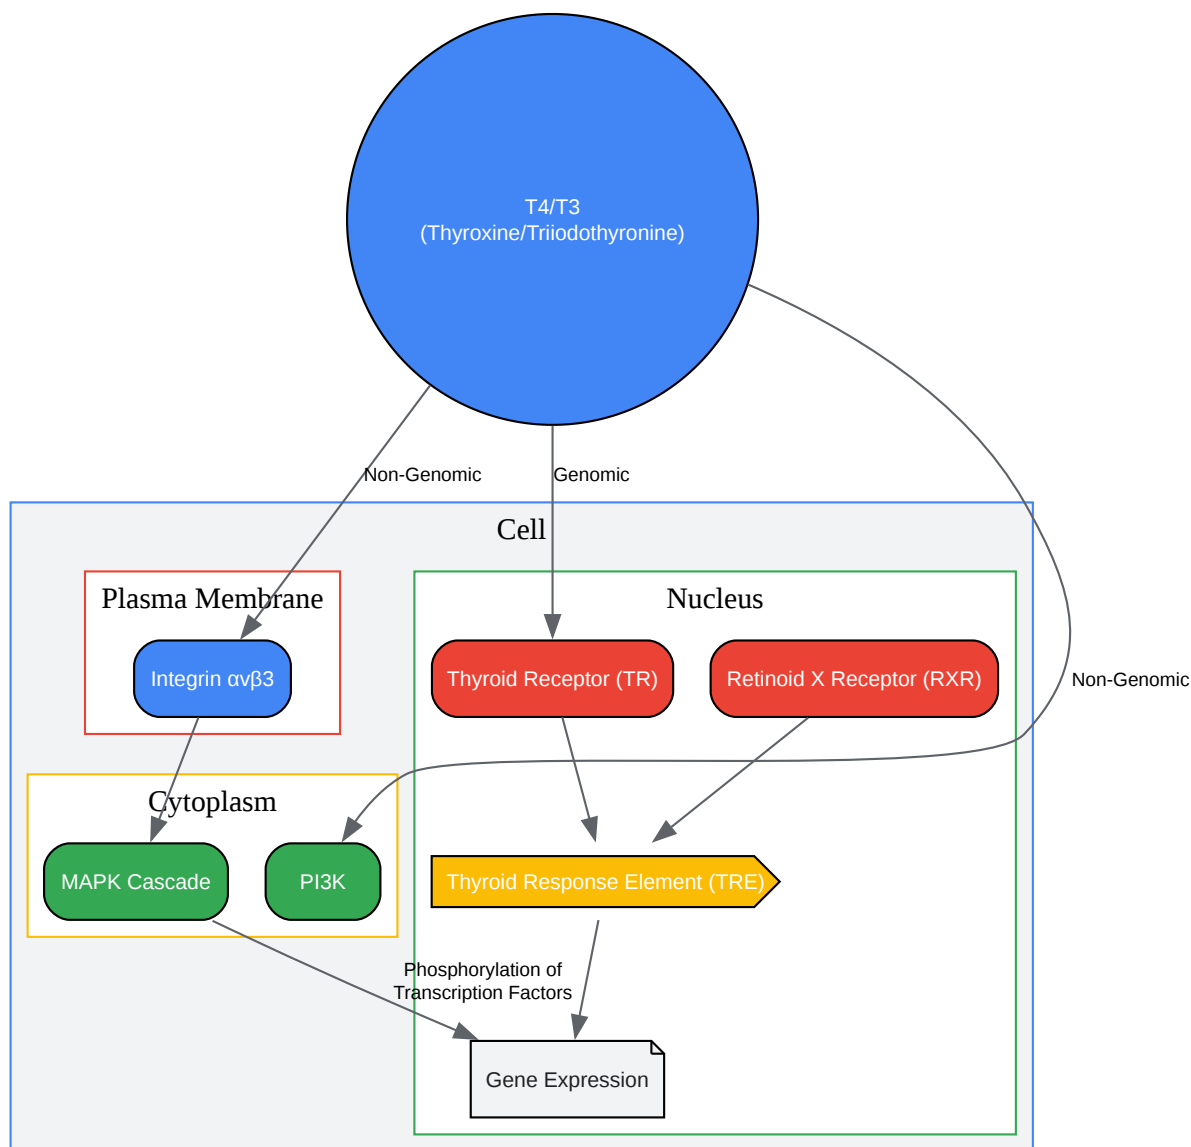 T4/T3
(Thyroxine/Triiodothyronine)
Non-Genomic
Genomic
Cell
Plasma Membrane
Nucleus
Integrin αvβ3
Thyroid Receptor (TR)
Retinoid X Receptor (RXR)
Non-Genomic
Cytoplasm
MAPK Cascade
PI3K
Thyroid Response Element (TRE)
Phosphorylation of
Transcription Factors
Gene Expression